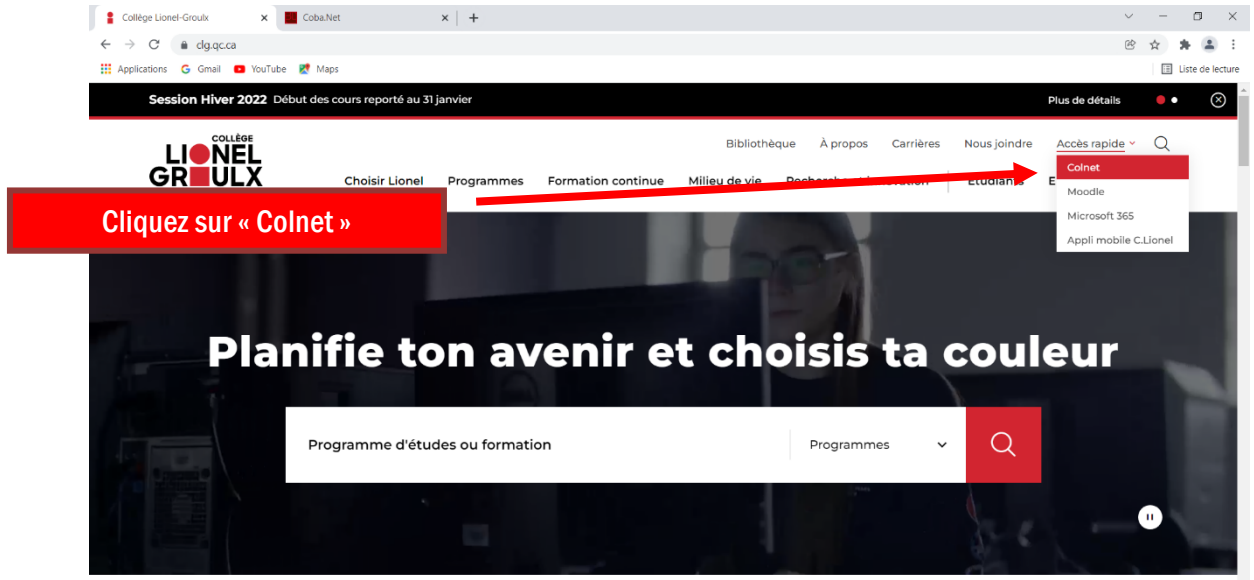 Collège Lionel-Groulx
Coba.Net
clg.qc.ca
Applications Gmail YouTube Maps Liste de lecture
Session Hiver 2022 Début des cours reporté au 31 janvier Plus de détails
COLLÈGE
LIONEL
GROULX
Bibliothèque À propos Carrières Nous joindre Accès rapide
Choisir Lionel Programmes Formation continue Milieu de vie Étudiants
Colnet
Moodle
Microsoft 365
Appli mobile C.Lionel
Cliquez sur « Colnet »
Planifie ton avenir et choisis ta couleur
Programme d'études ou formation Programmes